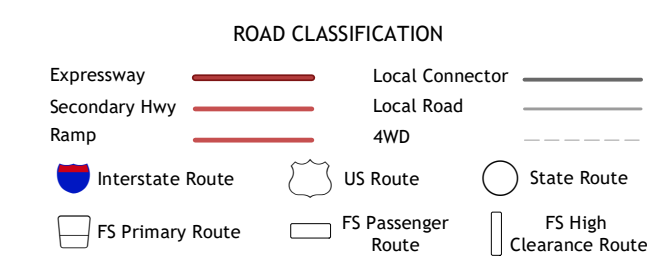 ROAD CLASSIFICATION
Expressway
Local Connector
Secondary Hwy
Local Road
Ramp
4WD
Interstate Route
US Route
State Route
FS Primary Route
FS Passenger
Route
FS High
Clearance Route